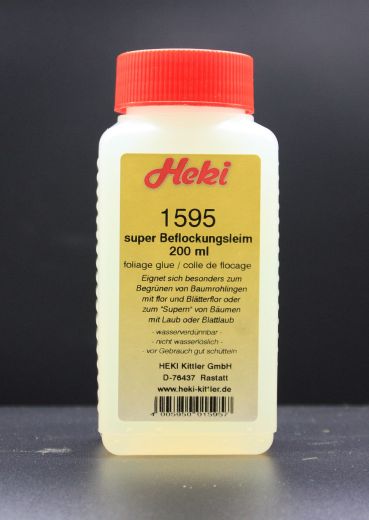 Heki
1595
super Beflockungsleim
200 ml
foliage glue / colle de flocage
Eignet sich besonders zum
Begrünen von Baumrohlingen
mit flor und Blätterflor oder
zum "Supern" von Bäumen
mit Laub oder Blattlaub
- wasserverdünnbar -
- nicht wasserlöslich -
- vor Gebrauch gut schütteln
HEKI Kittler GmbH
D-76437 Rastatt
www.heki-kittler.de
4 005950 015957